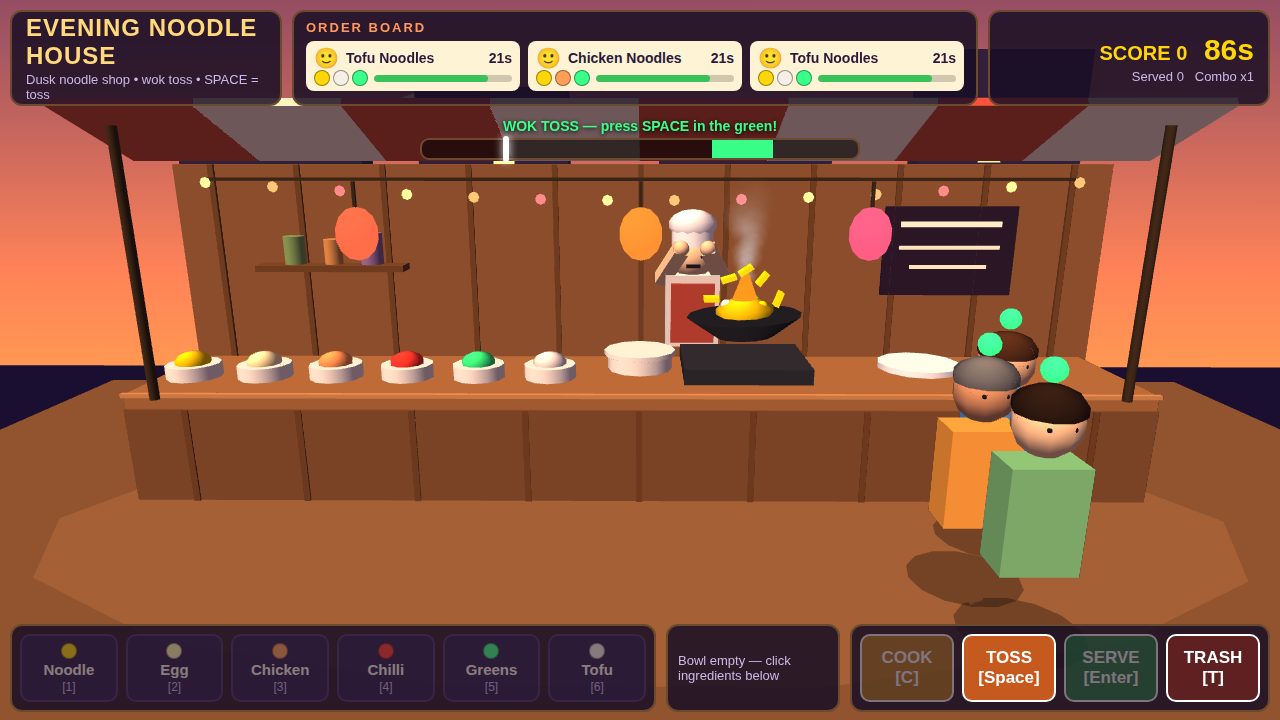 EVENING NOODLE
HOUSE
Dusk noodle shop • wok toss • SPACE =
toss
ORDER BOARD
Tofu Noodles 21s
Chicken Noodles 21s
Tofu Noodles 21s
SCORE 0 86s
Served 0 Combo x1
WOK TOSS — press SPACE in the green!
Noodle
[1]
Egg
[2]
Chicken
[3]
Chilli
[4]
Greens
[5]
Tofu
[6]
Bowl empty — click
ingredients below
COOK
[C]
TOSS
[Space]
SERVE
[Enter]
TRASH
[T]